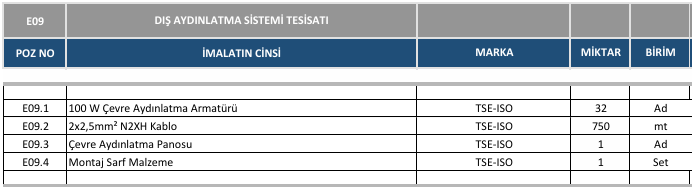 E09 DIŞ AYDINLATMA SİSTEMİ TESİSATI
POZ NO İMALATIN CİNSİ MARKA MİKTAR BİRİM
E09.1 100 W Çevre Aydınlatma Armatürü TSE-ISO 32 Ad
E09.2 2x2,5mm² N2XH Kablo TSE-ISO 750 mt
E09.3 Çevre Aydınlatma Panosu TSE-ISO 1 Ad
E09.4 Montaj Sarf Malzeme TSE-ISO 1 Set